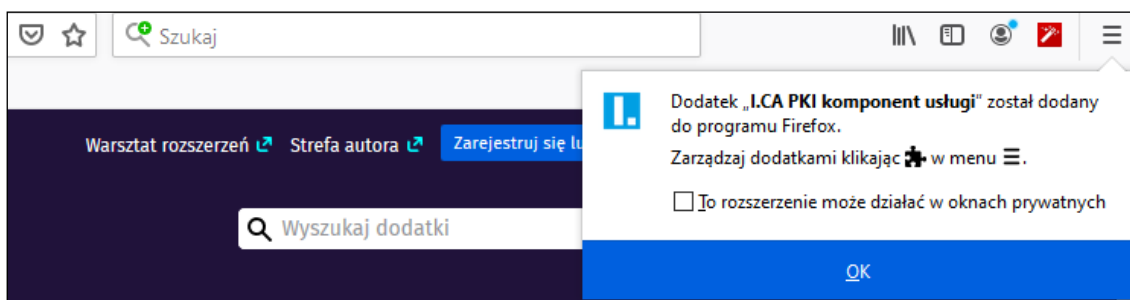 Szukaj
Dodatek „I.CA PKI komponent usługi” został dodany
do programu Firefox.
Zarządzaj dodatkami klikając w menu ☰.
To rozszerzenie może działać w oknach prywatnych
OK
Warsztat rozszerzeń Strefa autora Zarejestruj się lu
Wyszukaj dodatki